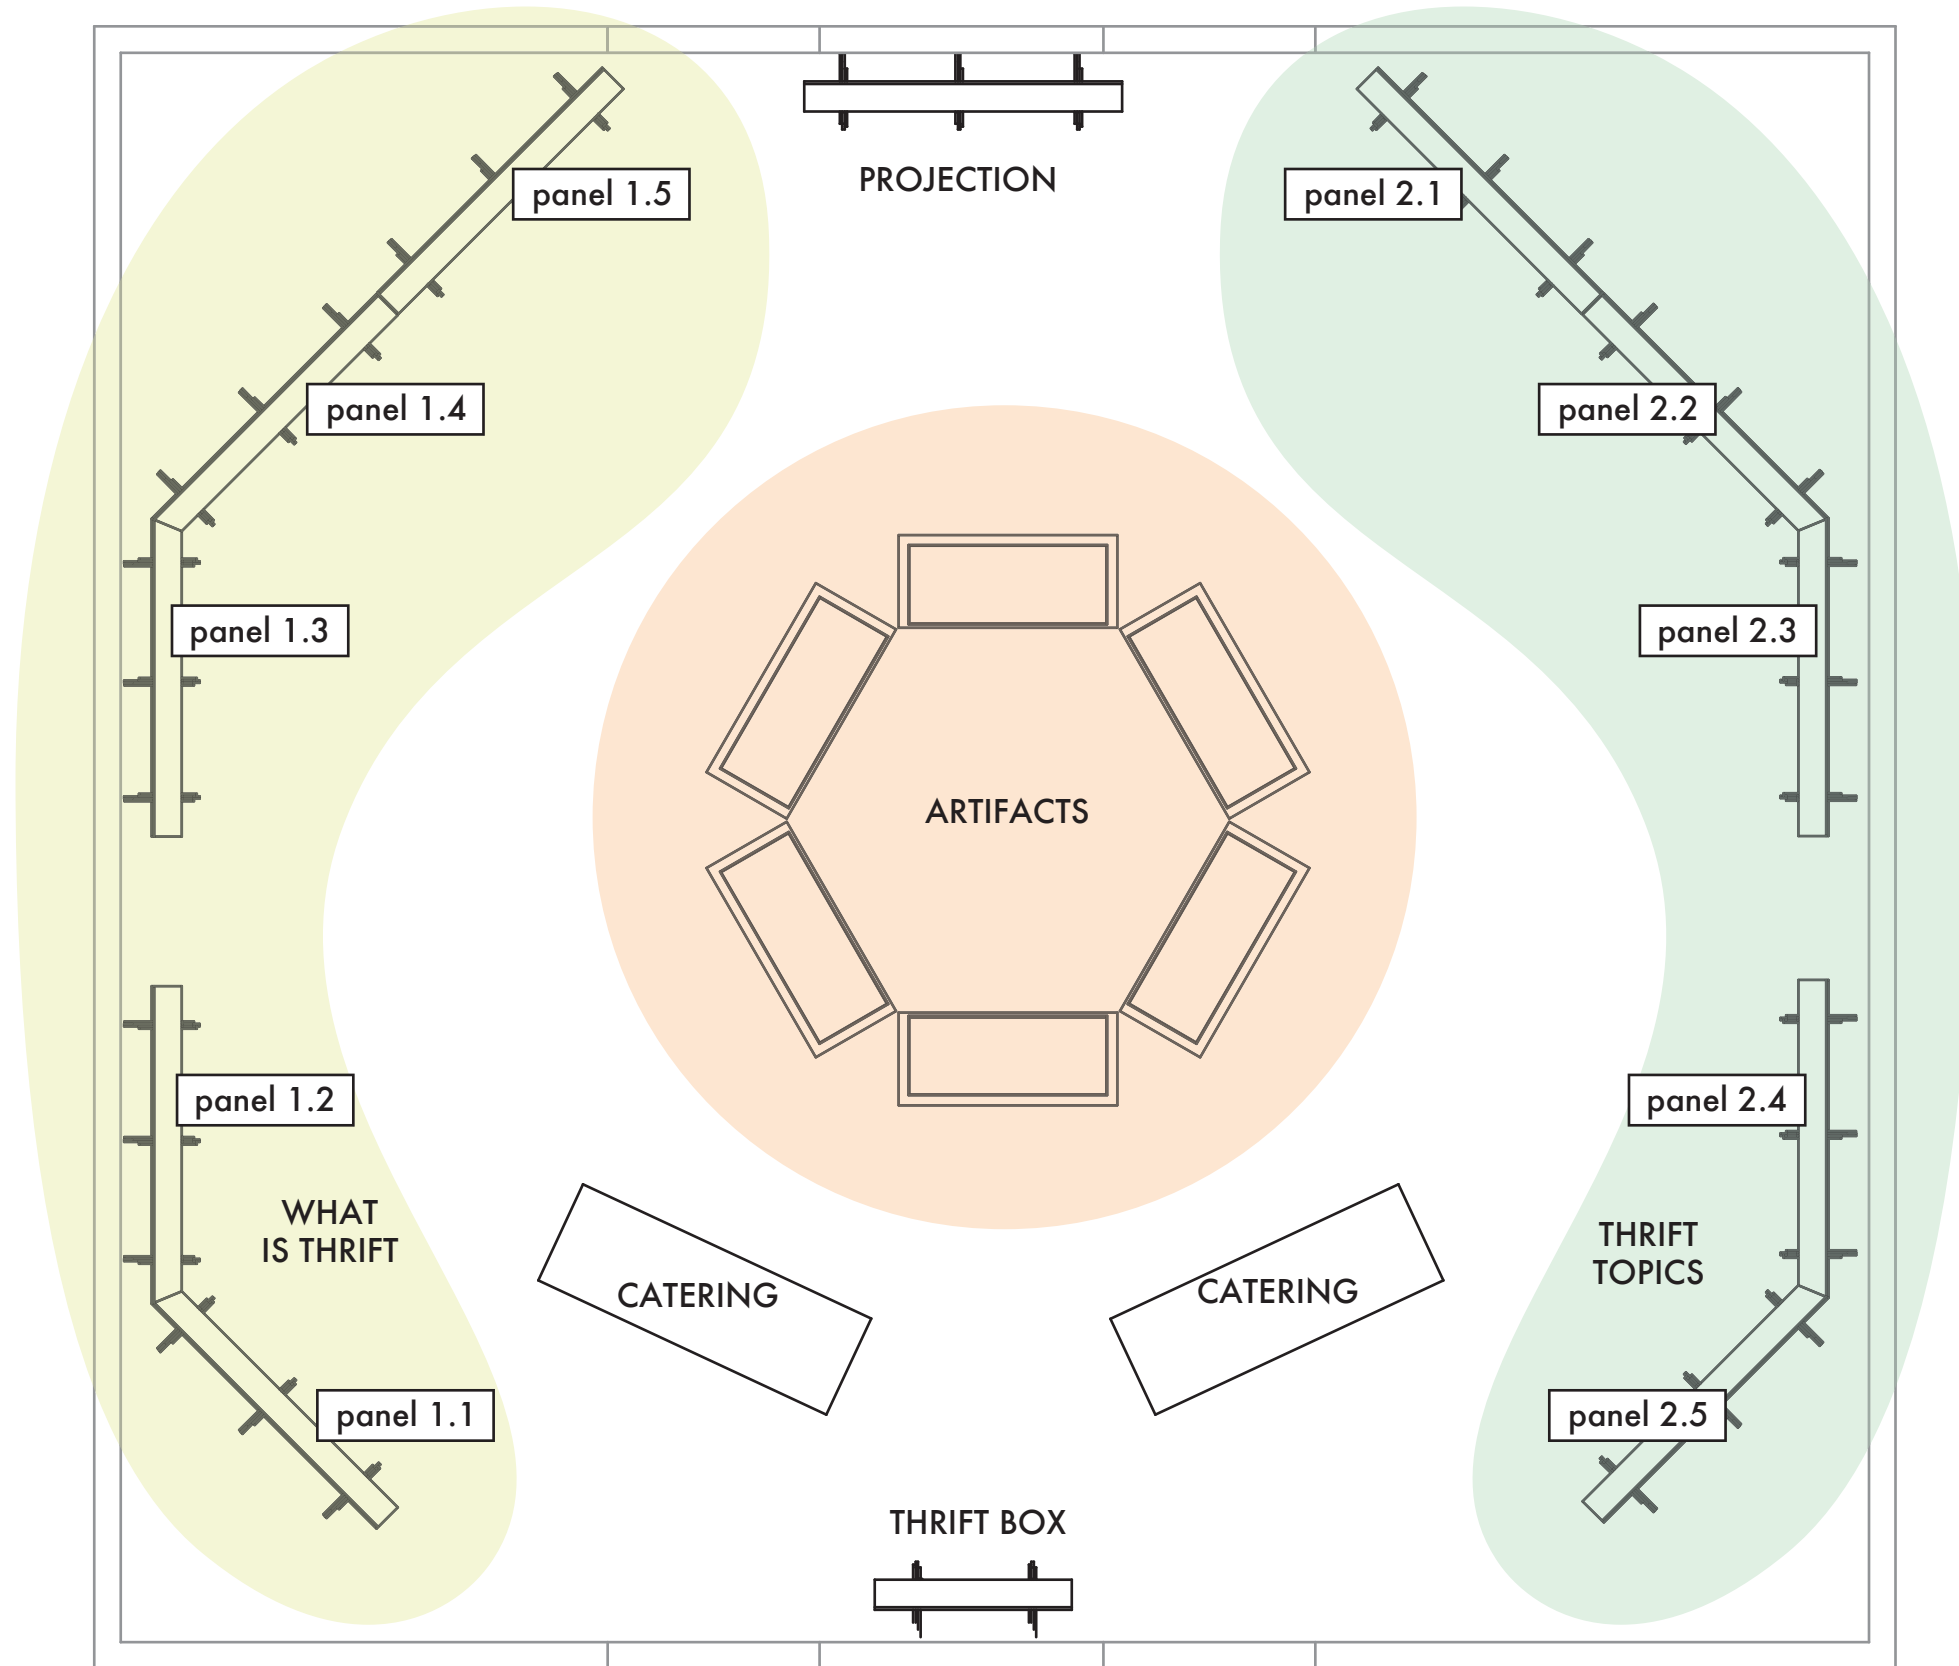 PROJECTION
panel 1.5
panel 2.1
panel 1.4
panel 2.2
panel 1.3
panel 2.3
ARTIFACTS
panel 1.2
panel 2.4
WHAT
IS THRIFT
THRIFT
TOPICS
CATERING
CATERING
panel 1.1
panel 2.5
THRIFT BOX